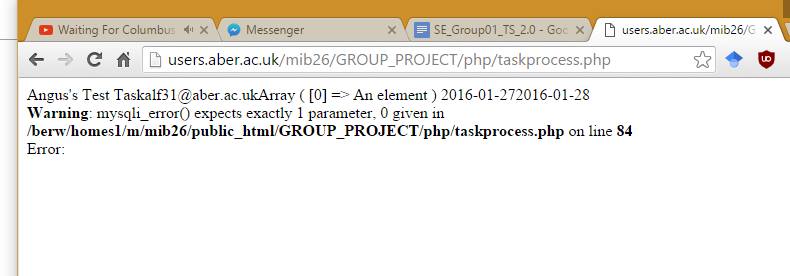 Waiting For Columbus
Messenger
SE_Group01_TS_2.0 - Goo
users.aber.ac.uk/mib26/G
users.aber.ac.uk/mib26/GROUP_PROJECT/php/taskprocess.php
Angus's Test Taskalf31@aber.ac.ukArray ( [0] => An element ) 2016-01-272016-01-28
Warning: mysqli_error() expects exactly 1 parameter, 0 given in
/berw/homes1/m/mib26/public_html/GROUP_PROJECT/php/taskprocess.php on line 84
Error: